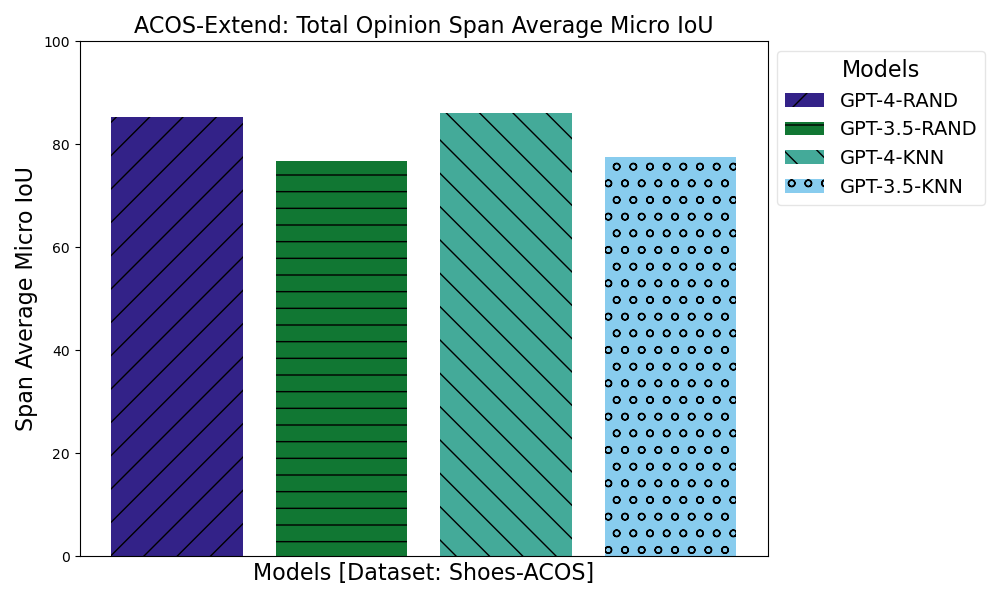 ACOS-Extend: Total Opinion Span Average Micro IoU
Span Average Micro IoU
100
80
60
40
20
0
Models [Dataset: Shoes-ACOS]
Models
GPT-4-RAND
GPT-3.5-RAND
GPT-4-KNN
GPT-3.5-KNN